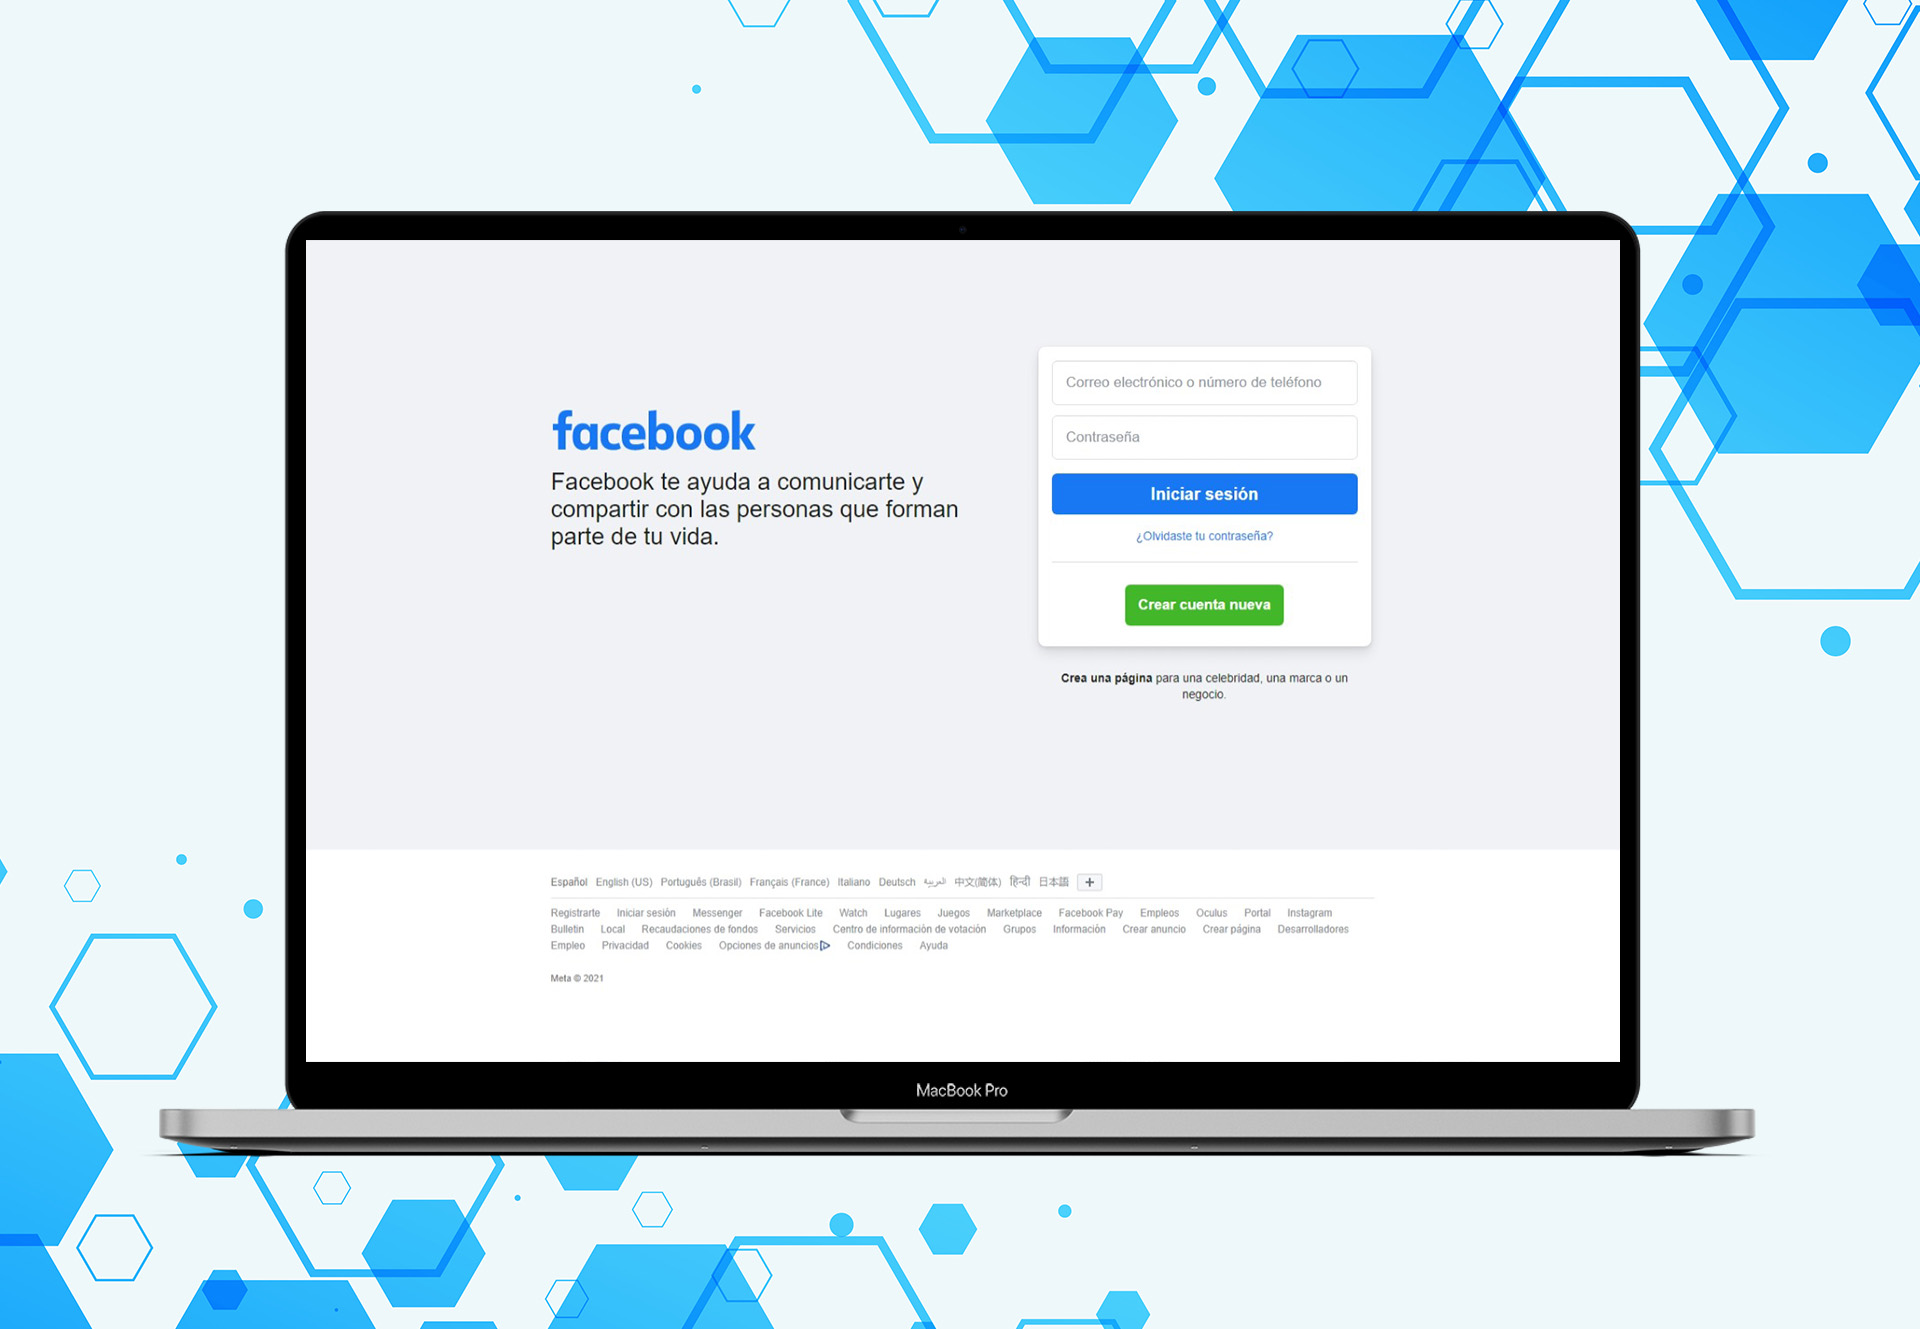 facebook
Facebook te ayuda a comunicarte y
compartir con las personas que forman
parte de tu vida.
Correo electrónico o número de teléfono
Contraseña
Iniciar sesión
¿Olvidaste tu contraseña?
Crear cuenta nueva
Crea una página para una celebridad, una marca o un
negocio.
Español English (US) Português (Brasil) Français (France) Italiano Deutsch العربية 中文(简体) हिन्दी 日本語 +
Registrarte Iniciar sesión Messenger Facebook Lite Watch Lugares Juegos Marketplace Facebook Pay Empleos Oculus Portal Instagram
Bulletin Local Recaudaciones de fondos Servicios Centro de información de votación Grupos Información Crear anuncio Crear página Desarrolladores
Empleo Privacidad Cookies Opciones de anuncios Condiciones Ayuda
Meta © 2021
MacBook Pro